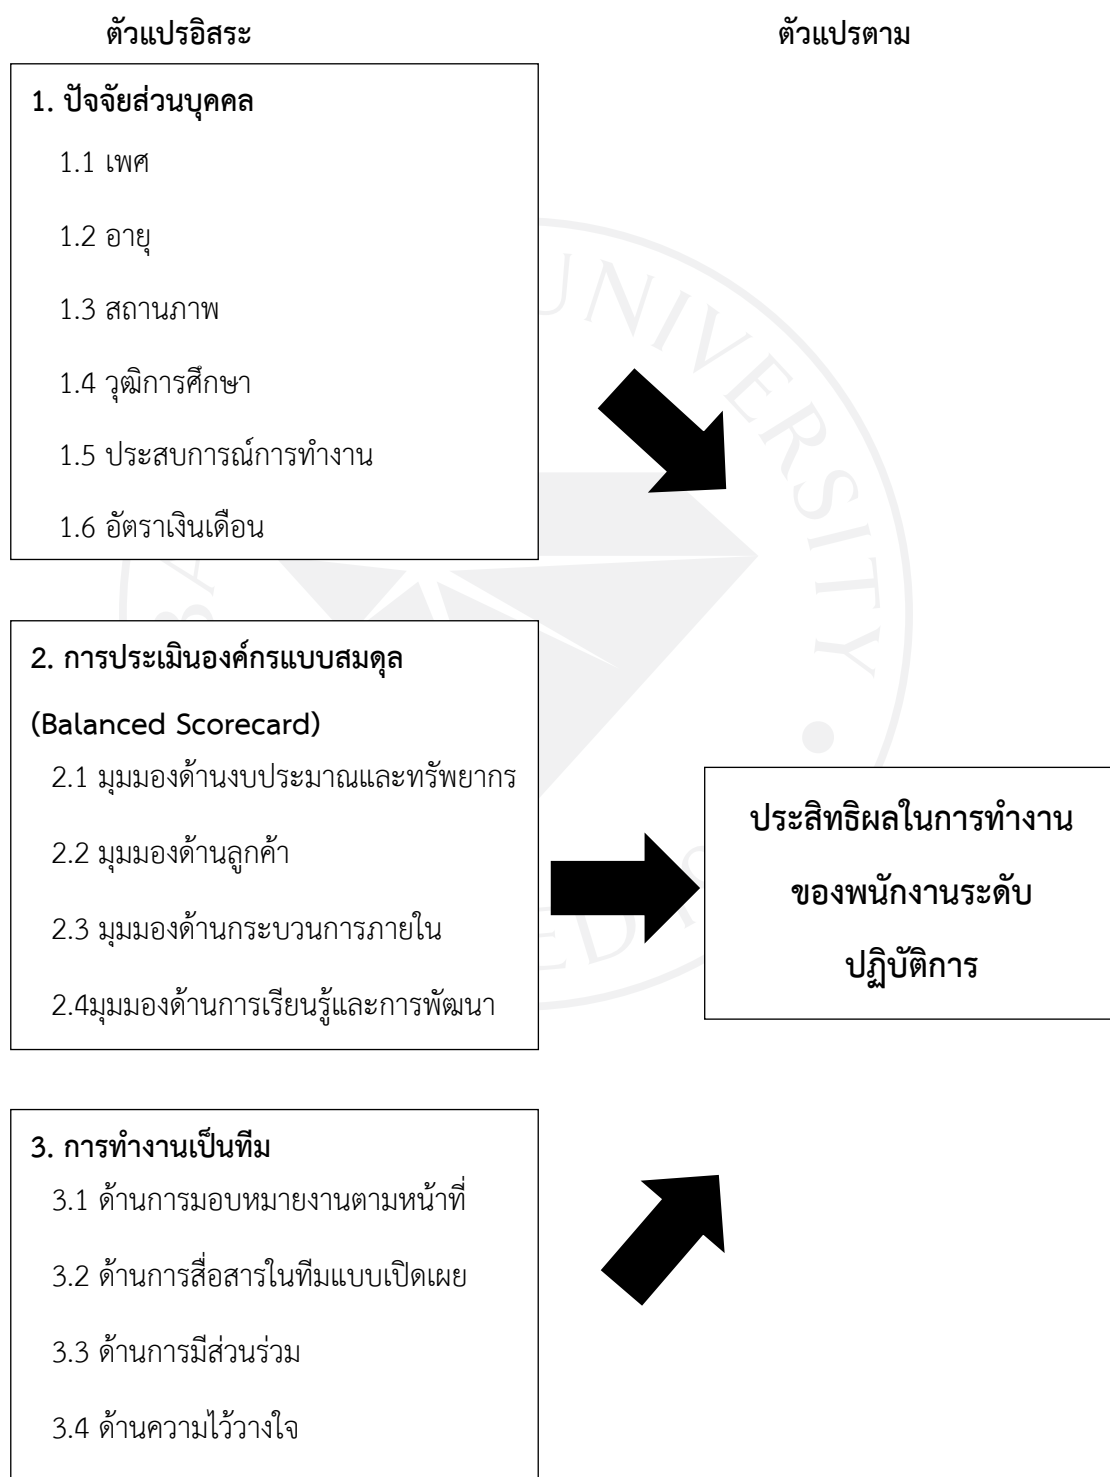 ตัวแปรอิสระ
ตัวแปรตาม
1. ปัจจัยส่วนบุคคล
1.1 เพศ
1.2 อายุ
1.3 สถานภาพ
1.4 วุฒิการศึกษา
1.5 ประสบการณ์การทำงาน
1.6 อัตราเงินเดือน
2. การประเมินองค์กรแบบสมดุล
(Balanced Scorecard)
2.1 มุมมองด้านงบประมาณและทรัพยากร
2.2 มุมมองด้านลูกค้า
2.3 มุมมองด้านกระบวนการภายใน
2.4มุมมองด้านการเรียนรู้และการพัฒนา
ประสิทธิผลในการทำงาน
ของพนักงานระดับ
ปฏิบัติการ
3. การทำงานเป็นทีม
3.1 ด้านการมอบหมายงานตามหน้าที่
3.2 ด้านการสื่อสารในทีมแบบเปิดเผย
3.3 ด้านการมีส่วนร่วม
3.4 ด้านความไว้วางใจ
UNIVERSITY